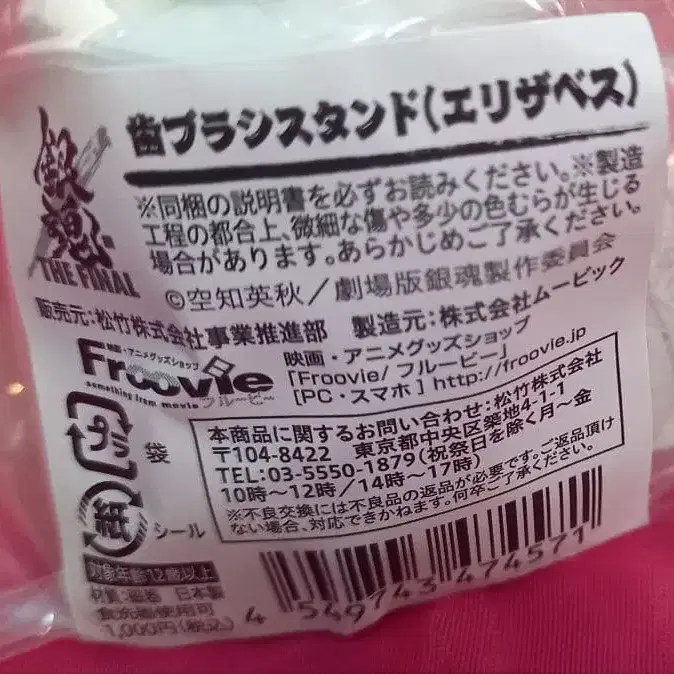 歯ブラシスタンド(エリザベス)
銀魂
THE FINAL
※同梱の説明書を必ずお読みください。※製造
工程の都合上、微細な傷や多少の色むらが生じる
場合があります。あらかじめご了承ください。
©空知英秋/劇場版銀魂製作委員会
販売元:松竹株式会社事業推進部 製造元:株式会社ムービック
映画・アニメグッズショップ
Froovie
something from movie
フルービー
映画・アニメグッズショップ
「Froovie/ フルービー」
[PC・スマホ] http://froovie.jp
プラ 袋
紙 シール
本商品に関するお問い合わせ:松竹株式会社
〒104-8422 東京都中央区築地4-1-1
TEL:03-5550-1879(祝祭日を除く月〜金
10時〜12時/14時〜17時)
※不良交換には不良品の返品が必要です。ご返品頂け
ない場合、対応できかねます。何卒ご了承ください。
対象年齢12歳以上
材質:磁器 日本製
食洗器使用可
1,000円(税込)
4 549743 474571